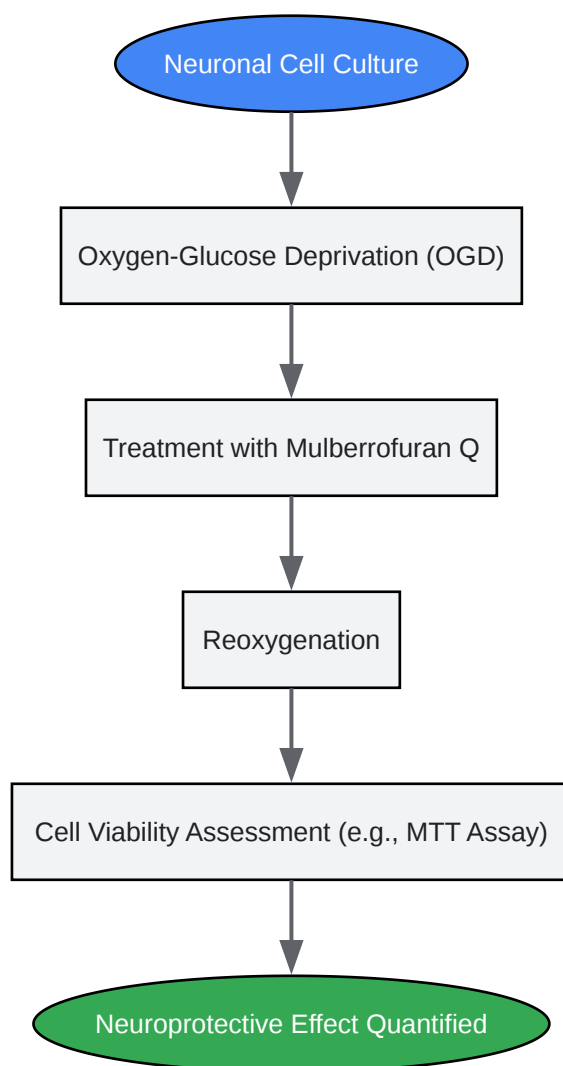 Neuronal Cell Culture
Oxygen-Glucose Deprivation (OGD)
Treatment with Mulberrofuran Q
Reoxygenation
Cell Viability Assessment (e.g., MTT Assay)
Neuroprotective Effect Quantified